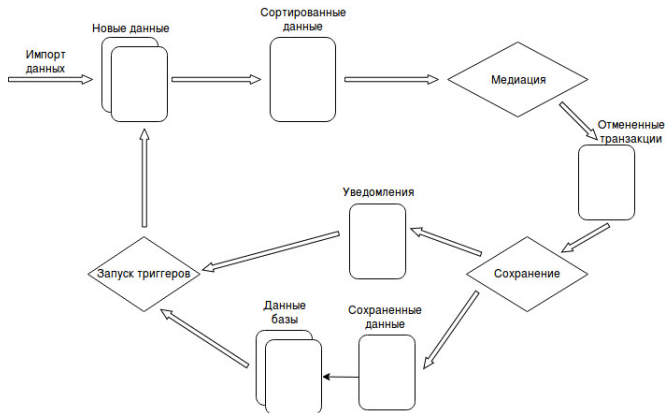 Импорт
данных
Новые данные
Сортированные
данные
Медиация
Отмененные
транзакции
Сохранение
Уведомления
Запуск триггеров
Сохраненные
данные
Данные
базы